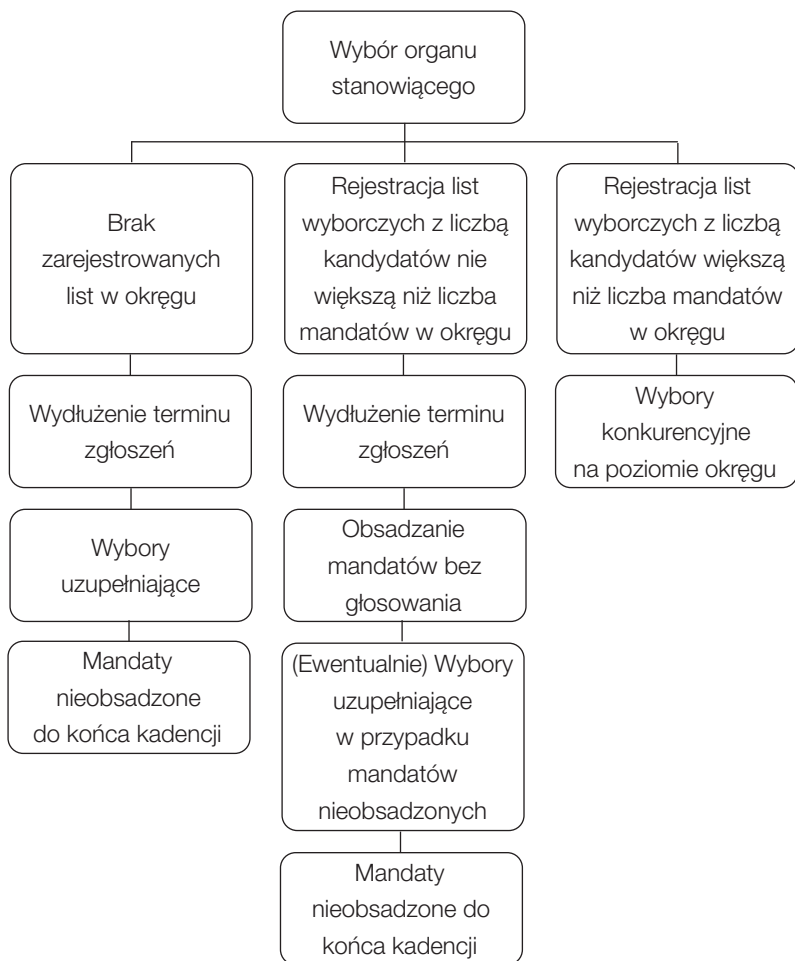 Wybór organu
stanowiącego
Brak
zarejestrowanych
list w okręgu
Rejestracja list
wyborczych z liczbą
kandydatów nie
większą niż liczba
mandatów w okręgu
Rejestracja list
wyborczych z liczbą
kandydatów większą
niż liczba mandatów
w okręgu
Wydłużenie terminu
zgłoszeń
Wydłużenie terminu
zgłoszeń
Wybory
konkurencyjne
na poziomie okręgu
Wybory
uzupełniające
Obsadzanie
mandatów bez
głosowania
Mandaty
nieobsadzone
do końca kadencji
(Ewentualnie) Wybory
uzupełniające
w przypadku
mandatów
nieobsadzonych
Mandaty
nieobsadzone do
końca kadencji